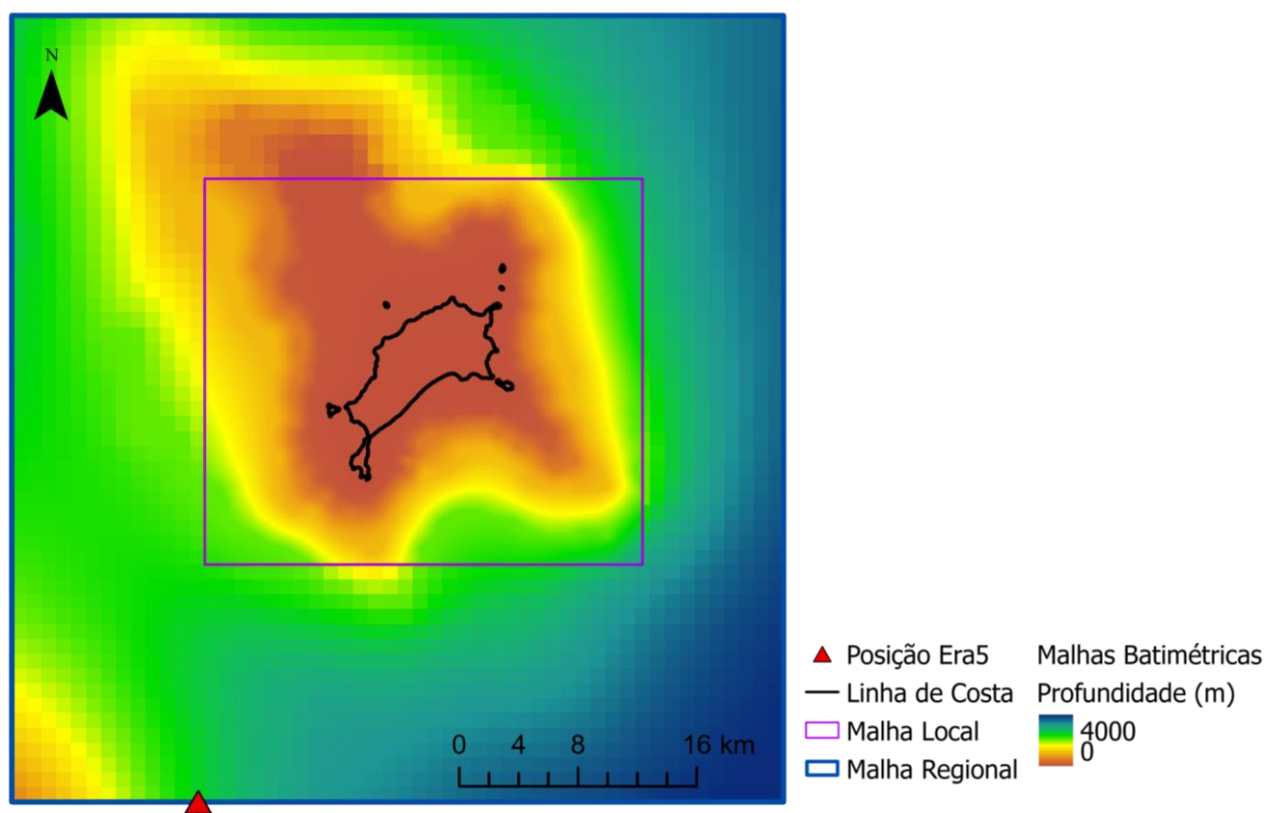 N
0 4 8 16 km
Posição Era5
Linha de Costa
Malha Local
Malha Regional
Malhas Batimétricas
Profundidade (m)
4000
0